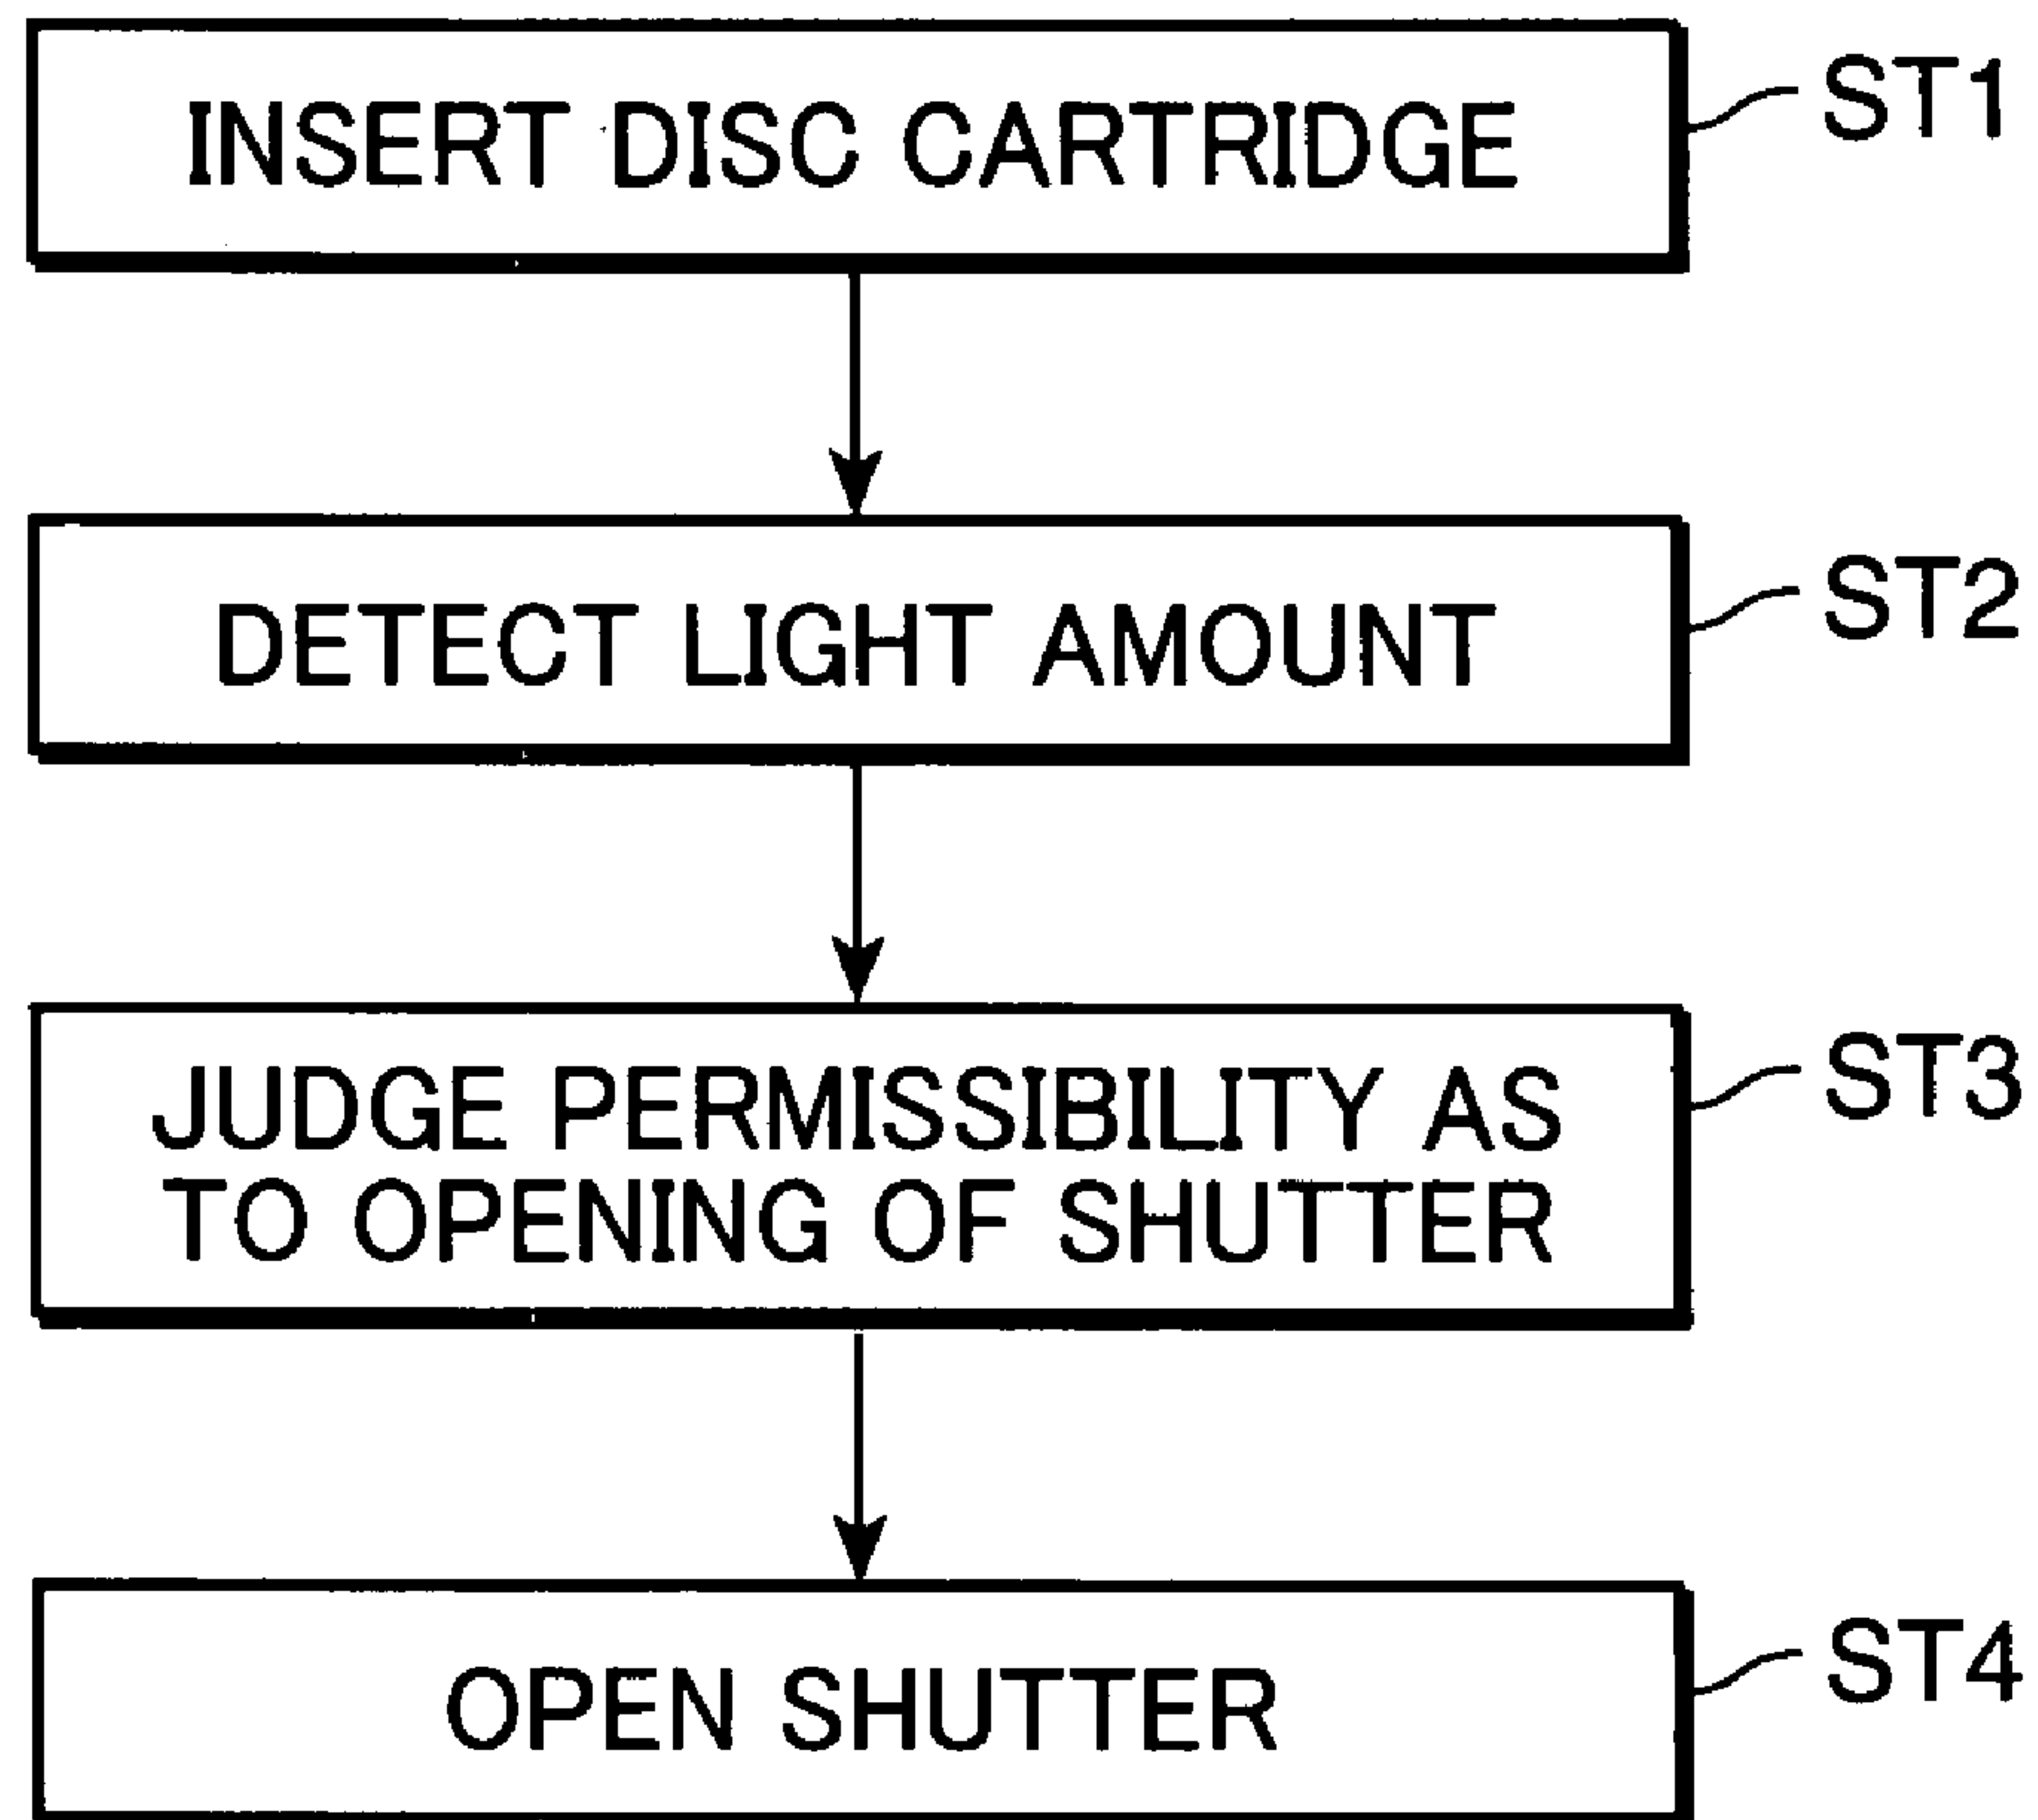 INSERT DISC CARTRIDGE
ST1
DETECT LIGHT AMOUNT
ST2
JUDGE PERMISSIBILITY AS
TO OPENING OF SHUTTER
ST3
OPEN SHUTTER
ST4